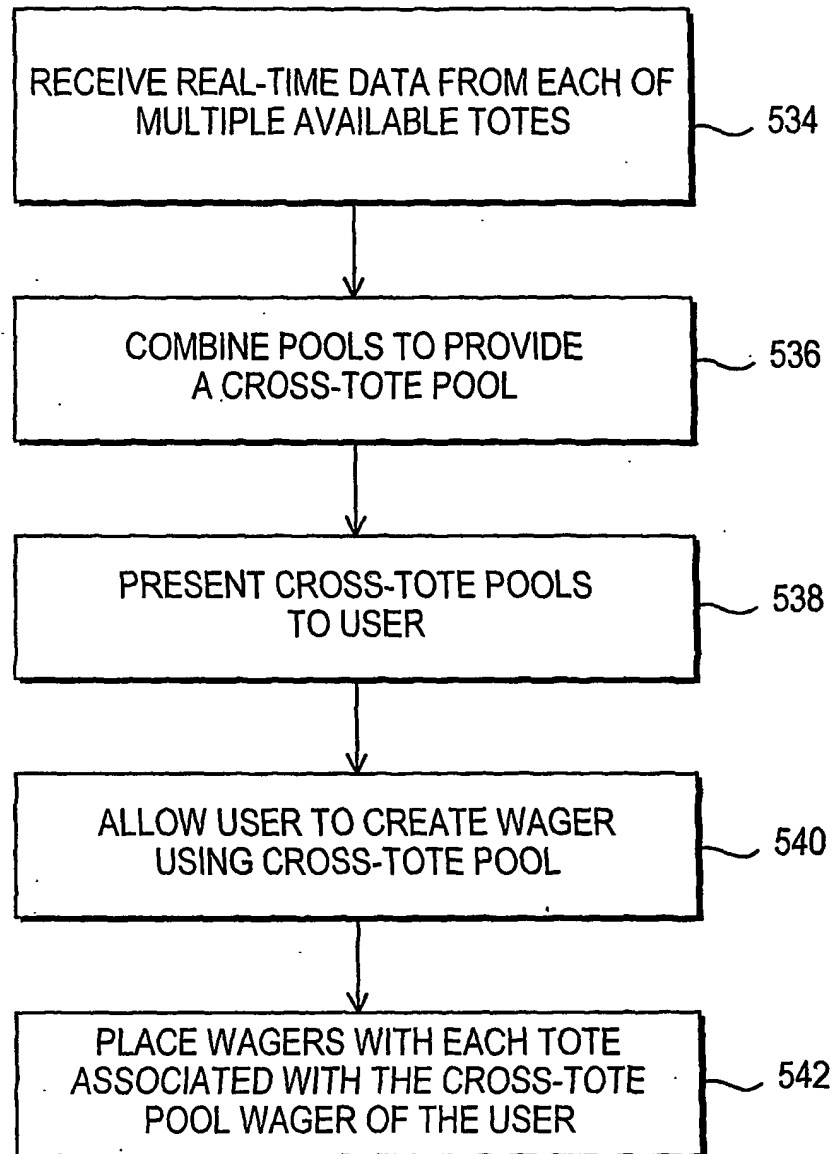 RECEIVE REAL-TIME DATA FROM EACH OF
MULTIPLE AVAILABLE TOTES
534
COMBINE POOLS TO PROVIDE
A CROSS-TOTE POOL
536
PRESENT CROSS-TOTE POOLS
TO USER
538
ALLOW USER TO CREATE WAGER
USING CROSS-TOTE POOL
540
PLACE WAGERS WITH EACH TOTE
ASSOCIATED WITH THE CROSS-TOTE
POOL WAGER OF THE USER
542